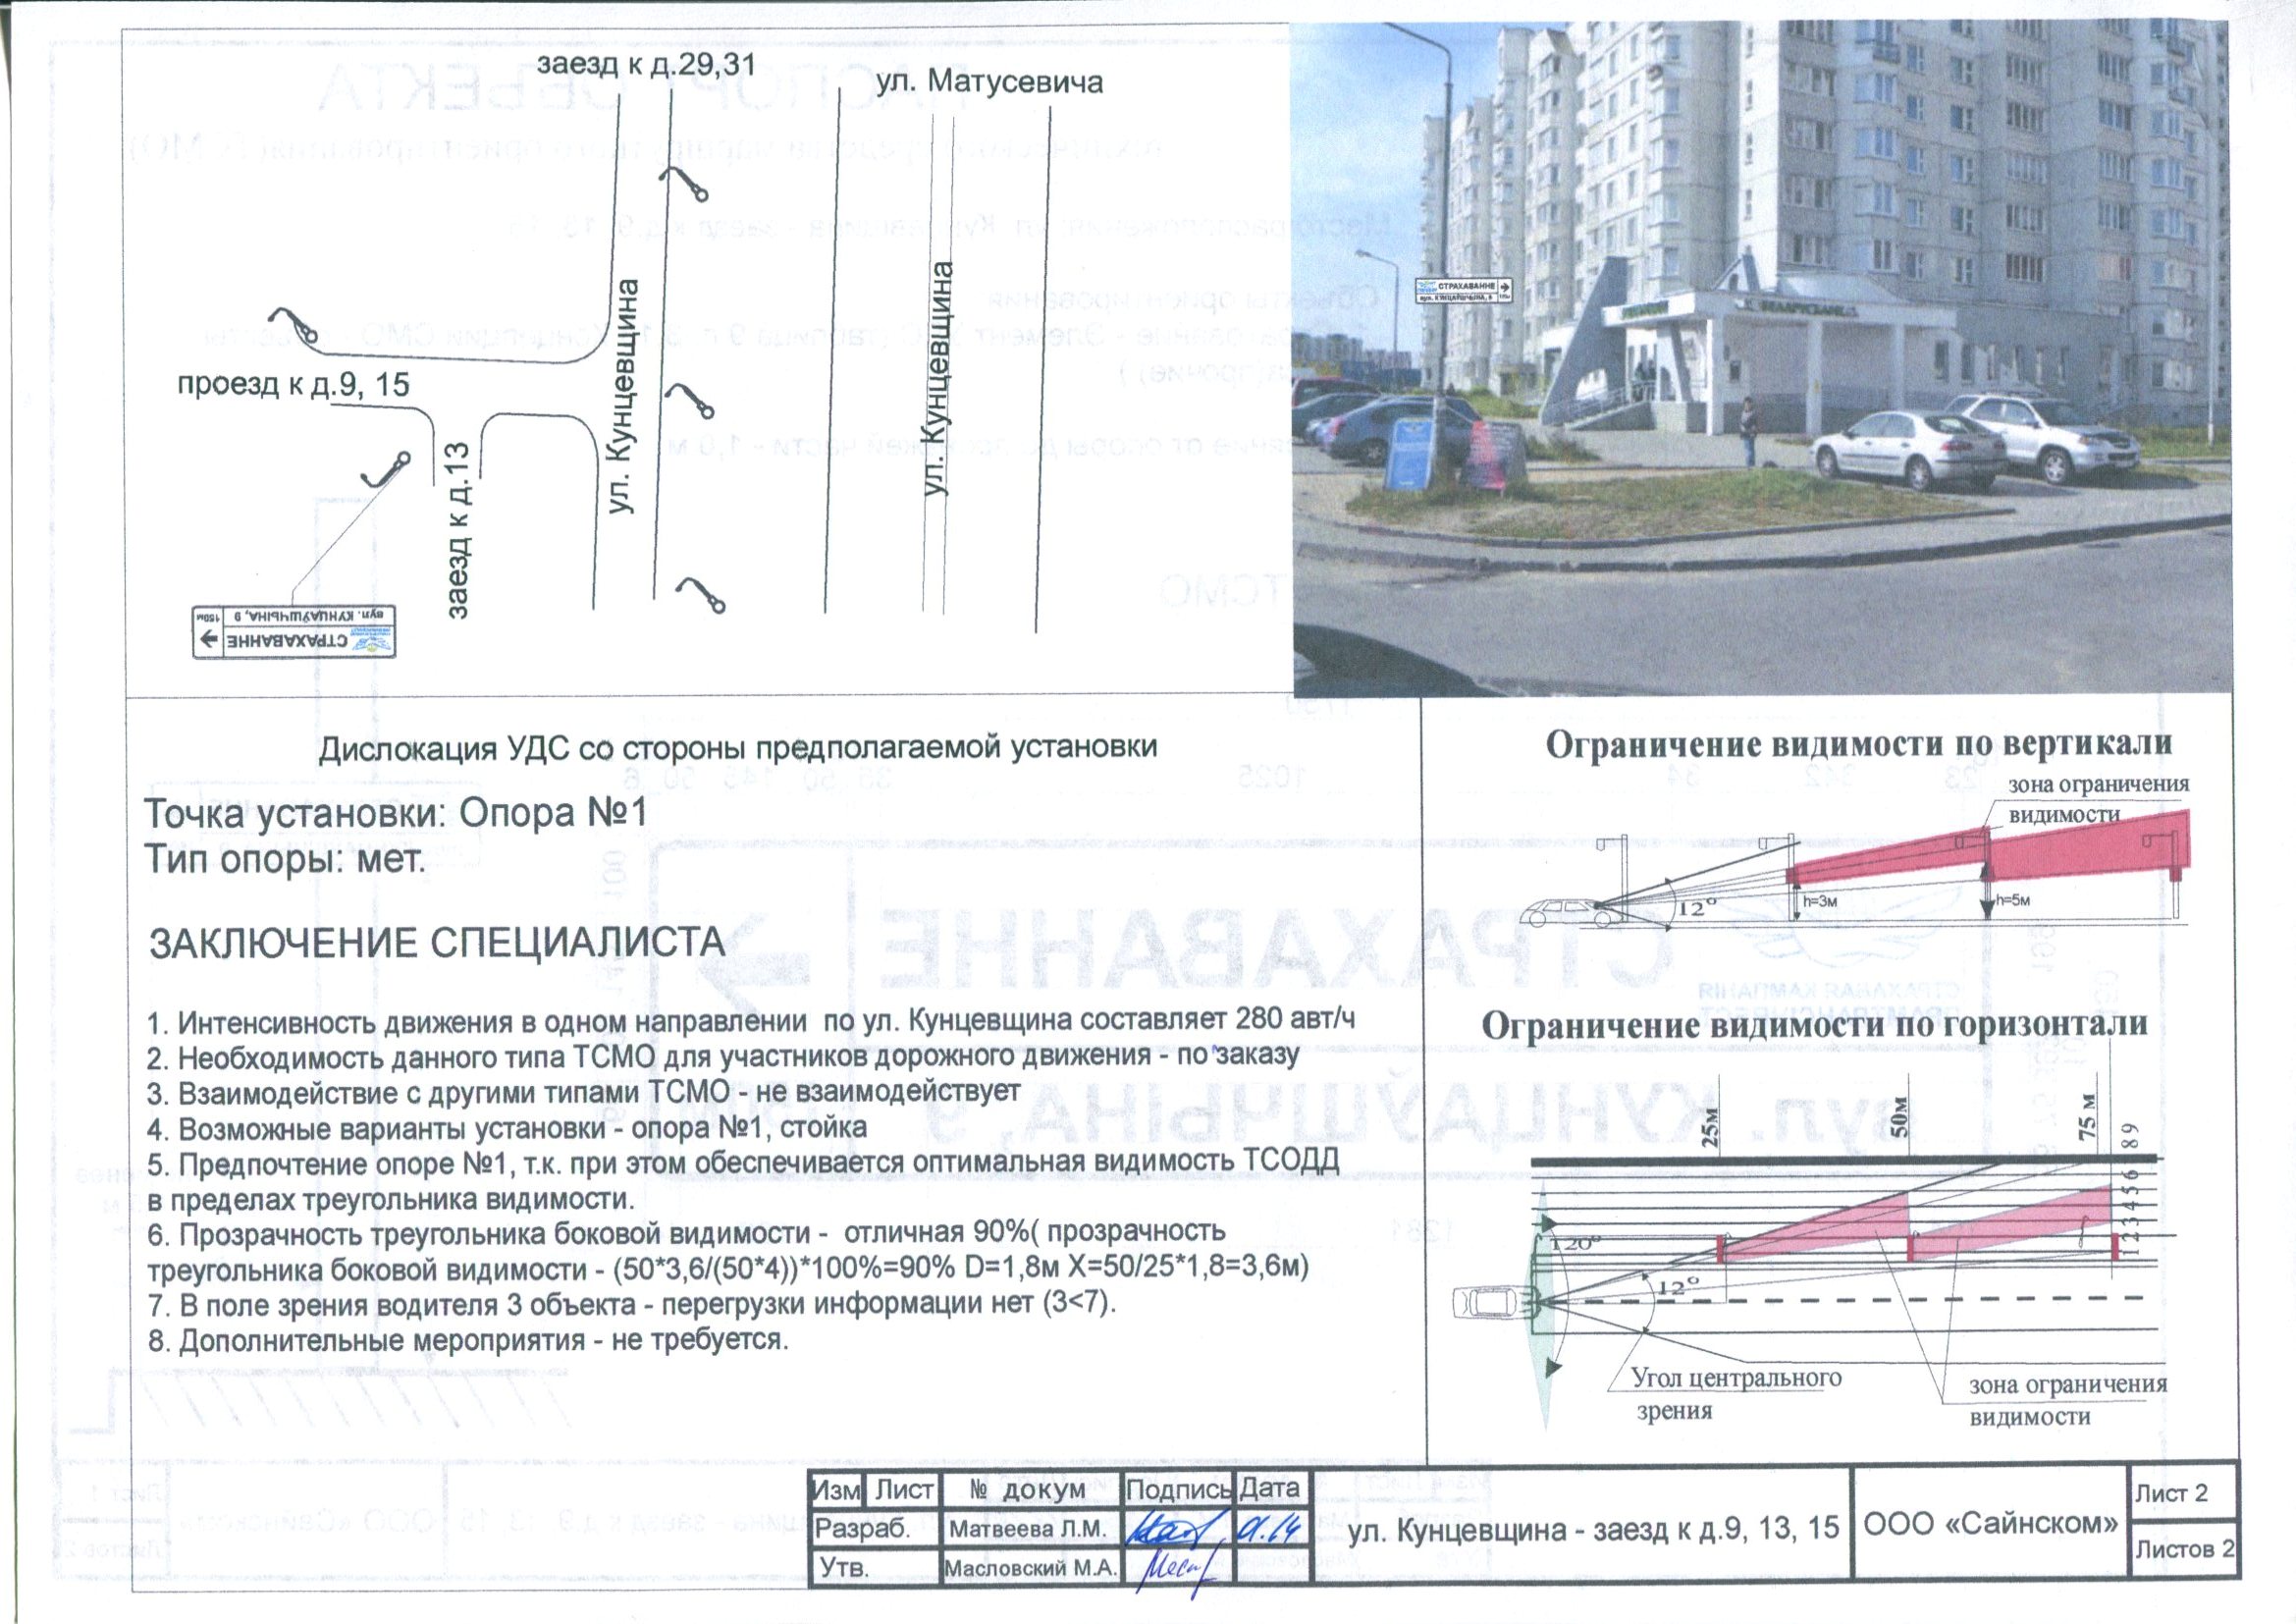 заезд к д.29,31
ул. Матусевича
ул. Кунцевщина
ул. Кунцевщина
проезд к д.9, 15
заезд к д.13
СТРАХАВАННЕ
вул. КУНЦАЎШЧЫНА, 9 150м
СТРАХАВАННЕ
вул. КУНЦАЎШЧЫНА, 9
БЕЛАРУСБАНК
Дислокация УДС со стороны предполагаемой установки
Точка установки: Опора №1
Тип опоры: мет.
ЗАКЛЮЧЕНИЕ СПЕЦИАЛИСТА
1. Интенсивность движения в одном направлении по ул. Кунцевщина составляет 280 авт/ч
2. Необходимость данного типа ТСМО для участников дорожного движения - по заказу
3. Взаимодействие с другими типами ТСМО - не взаимодействует
4. Возможные варианты установки - опора №1, стойка
5. Предпочтение опоре №1, т.к. при этом обеспечивается оптимальная видимость ТСОДД
в пределах треугольника видимости.
6. Прозрачность треугольника боковой видимости - отличная 90%( прозрачность
треугольника боковой видимости - (50*3,6/(50*4))*100%=90% D=1,8м X=50/25*1,8=3,6м)
7. В поле зрения водителя 3 объекта - перегрузки информации нет (3<7).
8. Дополнительные мероприятия - не требуется.
Ограничение видимости по вертикали
зона ограничения
видимости
12°
h=3м
h=5м
Ограничение видимости по горизонтали
25м
50м
75 м
1 2 3 4 5 6 7 8 9
120°
12°
Угол центрального
зрения
зона ограничения
видимости
Изм Лист № докум Подпись Дата
Разраб. Матвеева Л.М.
Утв. Масловский М.А.
ул. Кунцевщина - заезд к д.9, 13, 15
ООО «Сайнском»
Лист 2
Листов 2